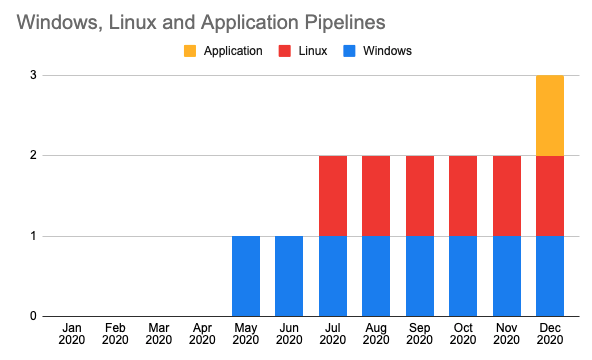 Windows, Linux and Application Pipelines
Application Linux Windows
3
2
1
0
Jan Feb Mar Apr May Jun Jul Aug Sep Oct Nov Dec
2020 2020 2020 2020 2020 2020 2020 2020 2020 2020 2020 2020